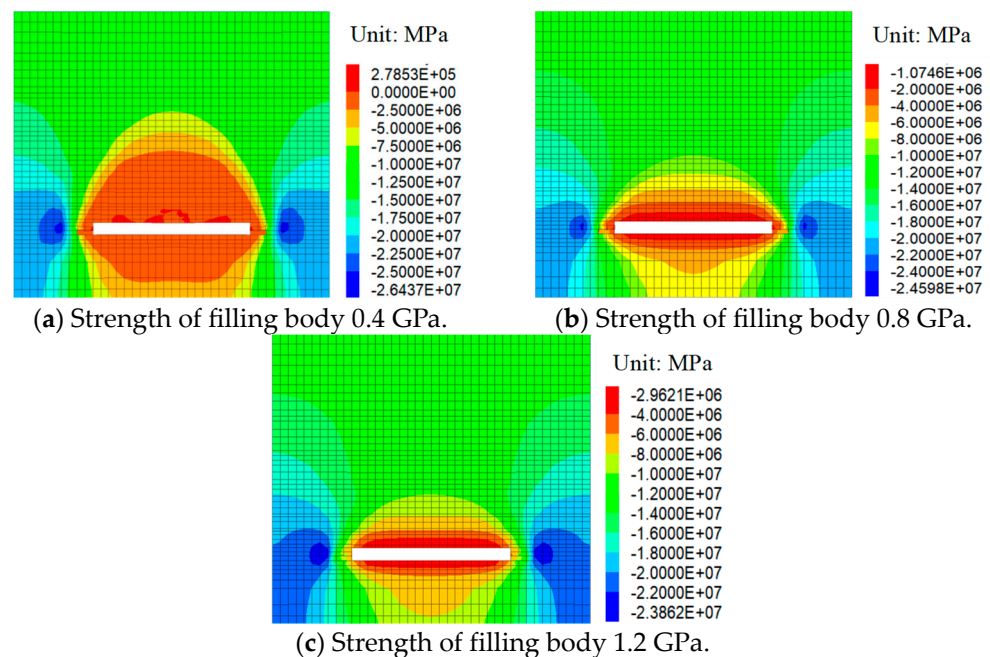 Unit: MPa
2.7853E+05
0.0000E+00
-2.5000E+06
-5.0000E+06
-7.5000E+06
-1.0000E+07
-1.2500E+07
-1.5000E+07
-1.7500E+07
-2.0000E+07
-2.5000E+07
-2.6437E+07
(a) Strength of filling body 0.4 GPa.
Unit: MPa
-1.0746E+06
-2.0000E+06
-4.0000E+06
-6.0000E+06
-8.0000E+06
-1.0000E+07
-1.2000E+07
-1.4000E+07
-1.6000E+07
-1.8000E+07
-2.0000E+07
-2.4000E+07
-2.4598E+07
(b) Strength of filling body 0.8 GPa.
Unit: MPa
-2.9621E+06
-4.0000E+06
-6.0000E+06
-8.0000E+06
-1.0000E+07
-1.2000E+07
-1.4000E+07
-1.6000E+07
-1.8000E+07
-2.0000E+07
-2.2000E+07
-2.3862E+07
(c) Strength of filling body 1.2 GPa.